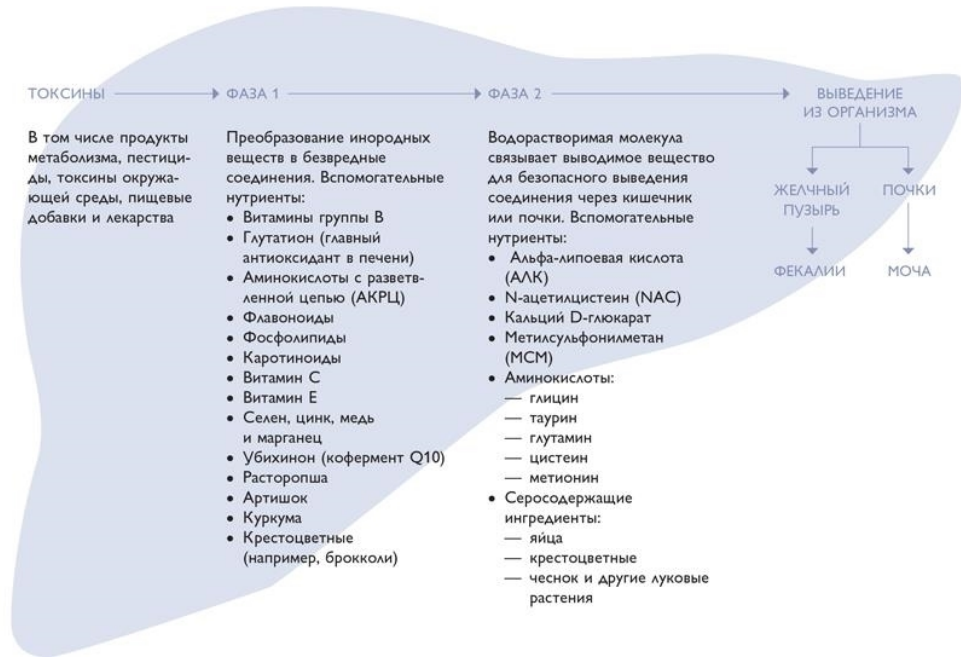 ТОКСИНЫ
В том числе продукты
метаболизма, пестици-
ды, токсины окружа-
ющей среды, пищевые
добавки и лекарства
ФАЗА 1
Преобразование инородных
веществ в безвредные
соединения. Вспомогательные
нутриенты:
• Витамины группы В
• Глутатион (главный
антиоксидант в печени)
• Аминокислоты с разветв-
ленной цепью (АКРЦ)
• Флавоноиды
• Фосфолипиды
• Каротиноиды
• Витамин С
• Витамин Е
• Селен, цинк, медь
и марганец
• Убихинон (кофермент Q10)
• Расторопша
• Артишок
• Куркума
• Крестоцветные
(например, брокколи)
ФАЗА 2
Водорастворимая молекула
связывает выводимое вещество
для безопасного выведения
соединения через кишечник
или почки. Вспомогательные
нутриенты:
• Альфа-липоевая кислота
(АЛК)
• N-ацетилцистеин (NAC)
• Кальций D-глюкарат
• Метилсульфонилметан
(МСМ)
• Аминокислоты:
— глицин
— таурин
— глутамин
— цистеин
— метионин
• Серосодержащие
ингредиенты:
— яйца
— крестоцветные
— чеснок и другие луковые
растения
ВЫВЕДЕНИЕ
ИЗ ОРГАНИЗМА
ЖЕЛЧНЫЙ
ПУЗЫРЬ
ФЕКАЛИИ
ПОЧКИ
МОЧА